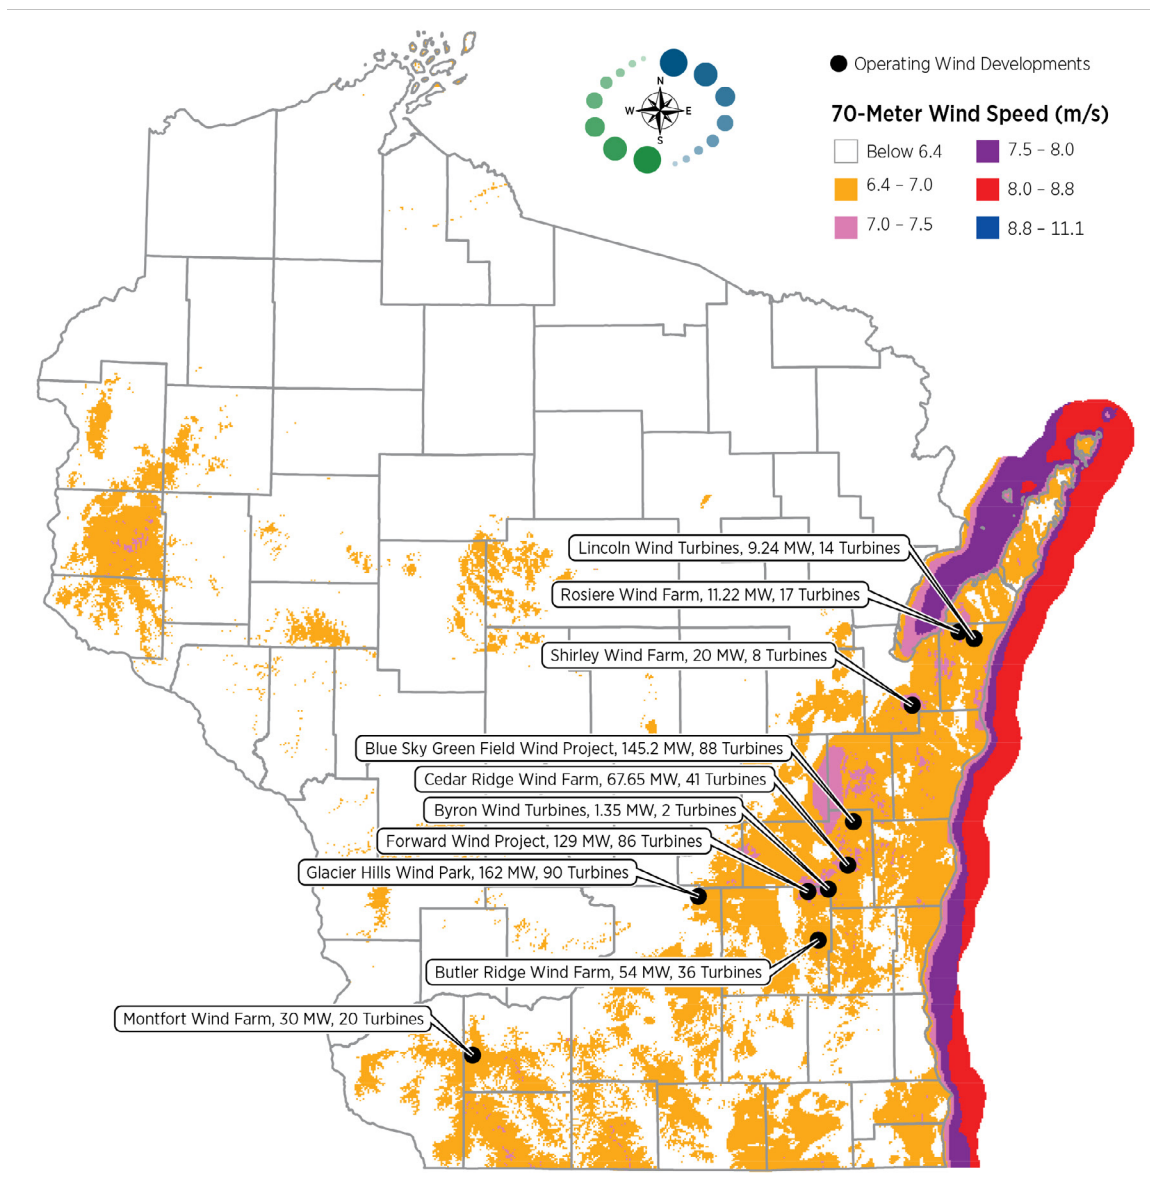 N
W E
S
Operating Wind Developments
70-Meter Wind Speed (m/s)
Below 6.4
6.4 – 7.0
7.0 – 7.5
7.5 – 8.0
8.0 – 8.8
8.8 – 11.1
Lincoln Wind Turbines, 9.24 MW, 14 Turbines
Rosiere Wind Farm, 11.22 MW, 17 Turbines
Shirley Wind Farm, 20 MW, 8 Turbines
Blue Sky Green Field Wind Project, 145.2 MW, 88 Turbines
Cedar Ridge Wind Farm, 67.65 MW, 41 Turbines
Byron Wind Turbines, 1.35 MW, 2 Turbines
Forward Wind Project, 129 MW, 86 Turbines
Glacier Hills Wind Park, 162 MW, 90 Turbines
Butler Ridge Wind Farm, 54 MW, 36 Turbines
Montfort Wind Farm, 30 MW, 20 Turbines